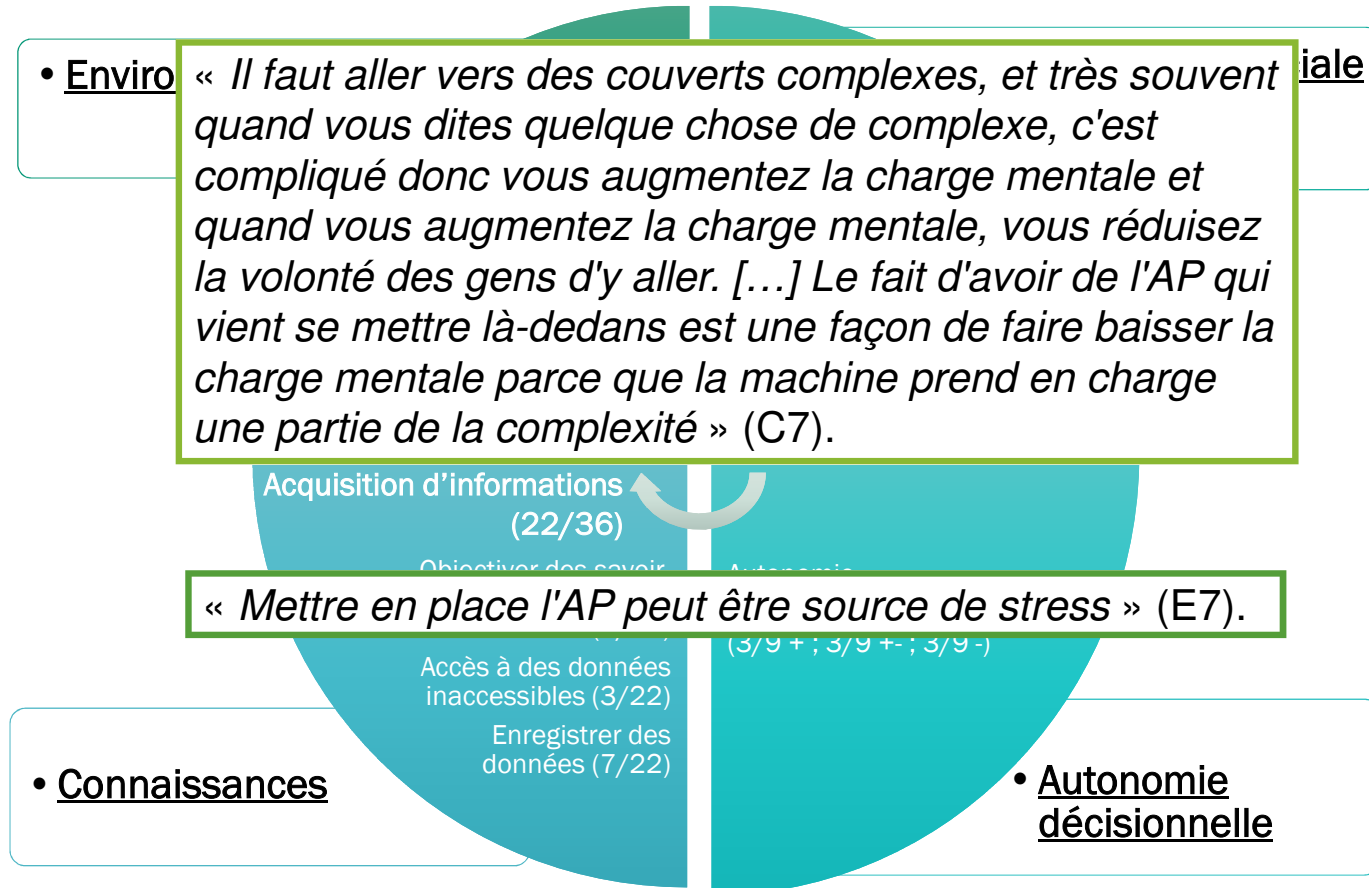 • Enviro
iale
« Il faut aller vers des couverts complexes, et très souvent
quand vous dites quelque chose de complexe, c'est
compliqué donc vous augmentez la charge mentale et
quand vous augmentez la charge mentale, vous réduisez
la volonté des gens d'y aller. […] Le fait d'avoir de l'AP qui
vient se mettre là-dedans est une façon de faire baisser la
charge mentale parce que la machine prend en charge
une partie de la complexité » (C7).
Acquisition d'informations
(22/36)
Objectiver des savoir
Autonomie
« Mettre en place l'AP peut être source de stress » (E7).
(3/9 + ; 3/9 +- ; 3/9 -)
Accès à des données
inaccessibles (3/22)
Enregistrer des
données (7/22)
• Connaissances
• Autonomie
décisionnelle